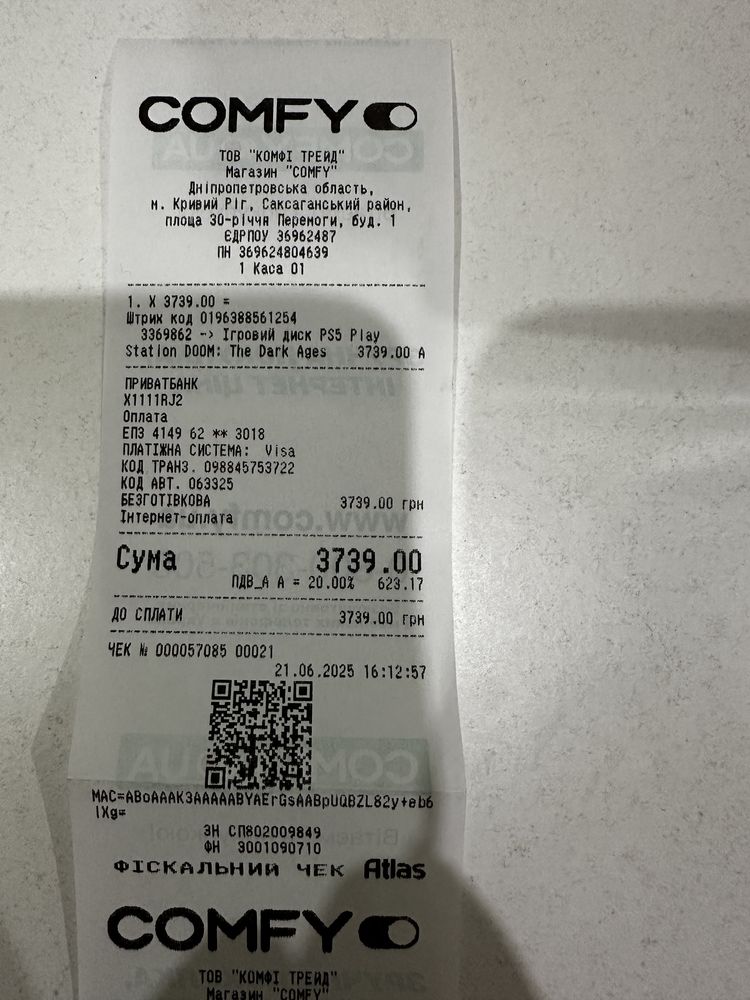 COMFY
ТОВ "КОМФІ ТРЕЙД"
Магазин "COMFY"
Дніпропетровська область,
м. Кривий Ріг, Саксаганський район,
площа 30-річчя Перемоги, буд. 1
ЄДРПОУ 36962487
ПН 369624804639
1 Каса 01
1. X 3739.00 =
Штрих код 0196388561254
3369862 -> Ігровий диск PS5 Play
Station DOOM: The Dark Ages 3739.00 А
ПРИВАТБАНК
X1111RJ2
Оплата
ЕПЗ 4149 62 ** 3018
ПЛАТІЖНА СИСТЕМА: Visa
КОД ТРАНЗ. 098845753722
КОД АВТ. 063325
БЕЗГОТІВКОВА 3739.00 грн
Інтернет-оплата
Сума 3739.00
ПДВ_А А = 20.00% 623.17
ДО СПЛАТИ 3739.00 грн
ЧЕК № 000057085 00021
21.06.2025 16:12:57
MAC=ABoAAAK3AAAAABYAErGsAABpUQBZL82y+eb6
IXg=
ЗН СП802009849
ФН 3001090710
ФІСКАЛЬНИЙ ЧЕК Atlas
COMFY
ТОВ "КОМФІ ТРЕЙД"
Магазин "COMFY"